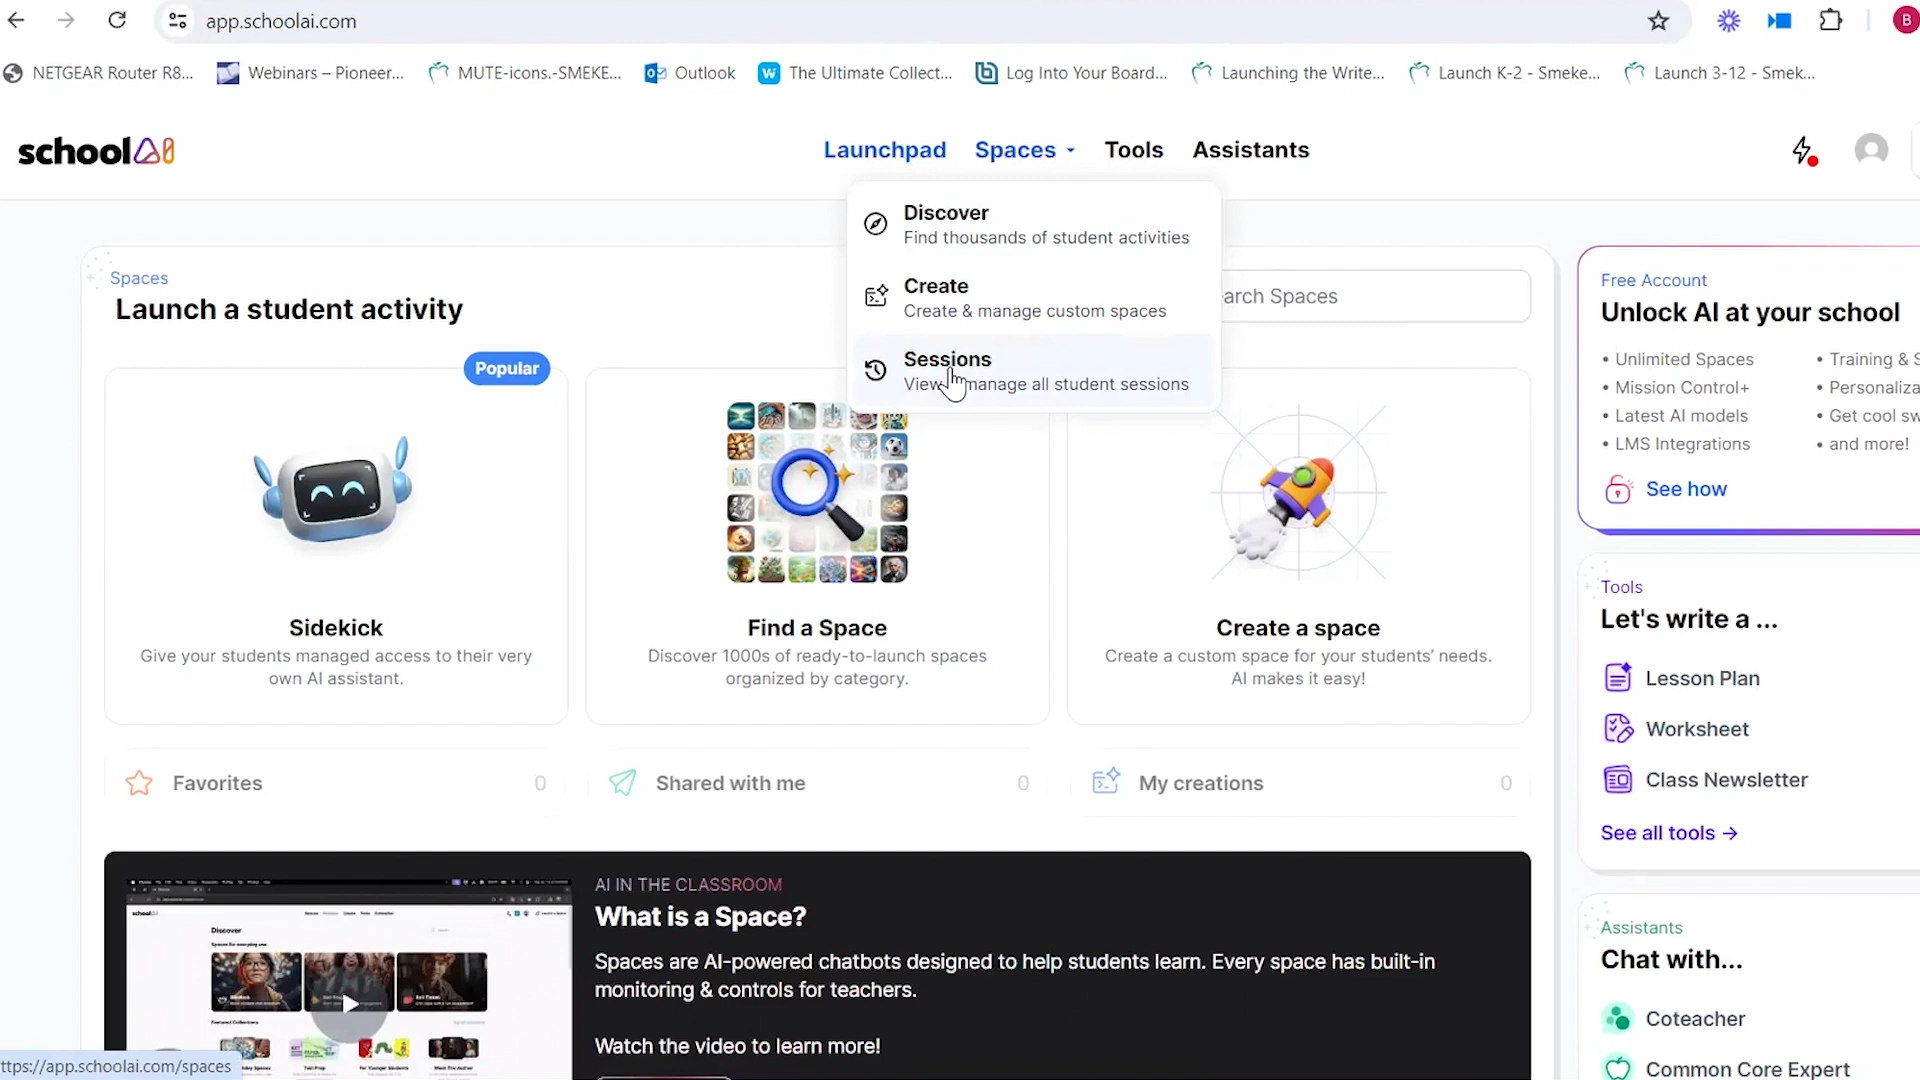 app.schoolai.com
B
NETGEAR Router R8...
Webinars – Pioneer...
MUTE-icons.-SMEKE...
Outlook
The Ultimate Collect...
Log Into Your Board...
Launching the Write...
Launch K-2 - Smeke...
Launch 3-12 - Smek...
schoolAI
Launchpad
Spaces
Tools
Assistants
Discover
Find thousands of student activities
Create
Create & manage custom spaces
Sessions
View manage all student sessions
Spaces
Launch a student activity
arch Spaces
Popular
Sidekick
Give your students managed access to their very
own AI assistant.
Find a Space
Discover 1000s of ready-to-launch spaces
organized by category.
Create a space
Create a custom space for your students’ needs.
AI makes it easy!
Favorites
0
Shared with me
0
My creations
0
AI IN THE CLASSROOM
What is a Space?
Spaces are AI-powered chatbots designed to help students learn. Every space has built-in
monitoring & controls for teachers.
Watch the video to learn more!
schoolAI
Discover
Free Account
Unlock AI at your school
• Unlimited Spaces
• Mission Control+
• Latest AI models
• LMS Integrations
• Training & S
• Personaliza
• Get cool sw
• and more!
See how
Tools
Let's write a ...
Lesson Plan
Worksheet
Class Newsletter
See all tools →
Assistants
Chat with...
Coteacher
Common Core Expert
ttps://app.schoolai.com/spaces